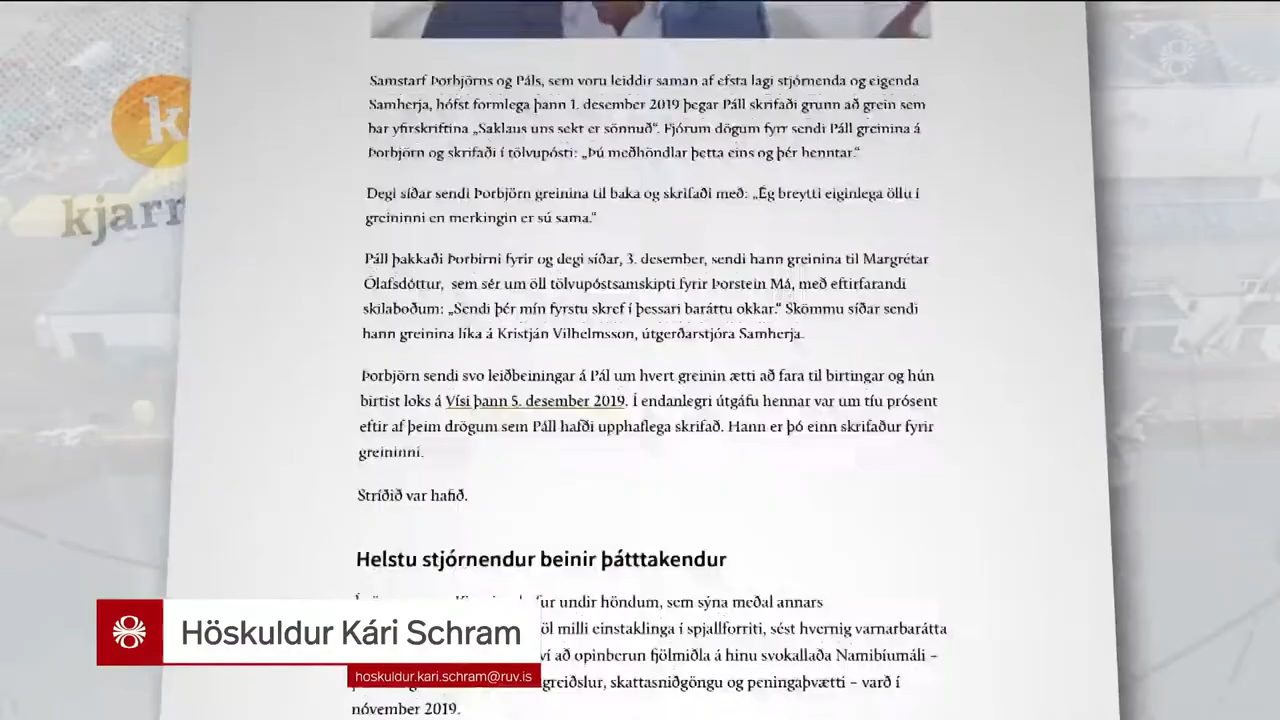 Samstarf Þorbjörns og Páls, sem voru leiddir saman af efsta lagi stjórnenda og eigenda
Samherja, hófst formlega þann 1. desember 2019 þegar Páll skrifaði grunn að grein sem
bar yfirskriftina „Saklaus uns sekt er sönnuð“. Fjórum dögum fyrr sendi Páll greinina á
Þorbjörn og skrifaði í tölvupósti: „Þú meðhöndlar þetta eins og þér henntar.“
Degi síðar sendi Þorbjörn greinina til baka og skrifaði með: „Ég breytti eiginlega öllu í
greininni en merkingin er sú sama.“
Páll þakkaði Þorbirni fyrir og degi síðar, 3. desember, sendi hann greinina til Margrétar
Ólafsdóttur, sem sér um öll tölvupóstsamskipti fyrir Þorstein Má, með eftirfarandi
skilaboðum: „Sendi þér mín fyrstu skref í þessari baráttu okkar.“ Skömmu síðar sendi
hann greinina líka á Kristján Vilhelmsson, útgerðarstjóra Samherja.
Þorbjörn sendi svo leiðbeiningar á Pál um hvert greinin ætti að fara til birtingar og hún
birtist loks á Vísi þann 5. desember 2019. Í endanlegri útgáfu hennar var um tíu prósent
eftir af þeim drögum sem Páll hafði upphaflega skrifað. Hann er þó einn skrifaður fyrir
greininni.
Stríðið var hafið.
Helstu stjórnendur beinir þátttakendur
undir höndum, sem sýna meðal annars
milli einstaklinga í spjallforriti, sést hvernig varnarbarátta
að opinberun fjölmiðla á hinu svokallaða Namibíumáli –
skattasniðgöngu og peningaþvætti – varð í
nóvember 2019.
k
kjarn
Höskuldur Kári Schram
hoskuldur.kari.schram@ruv.is